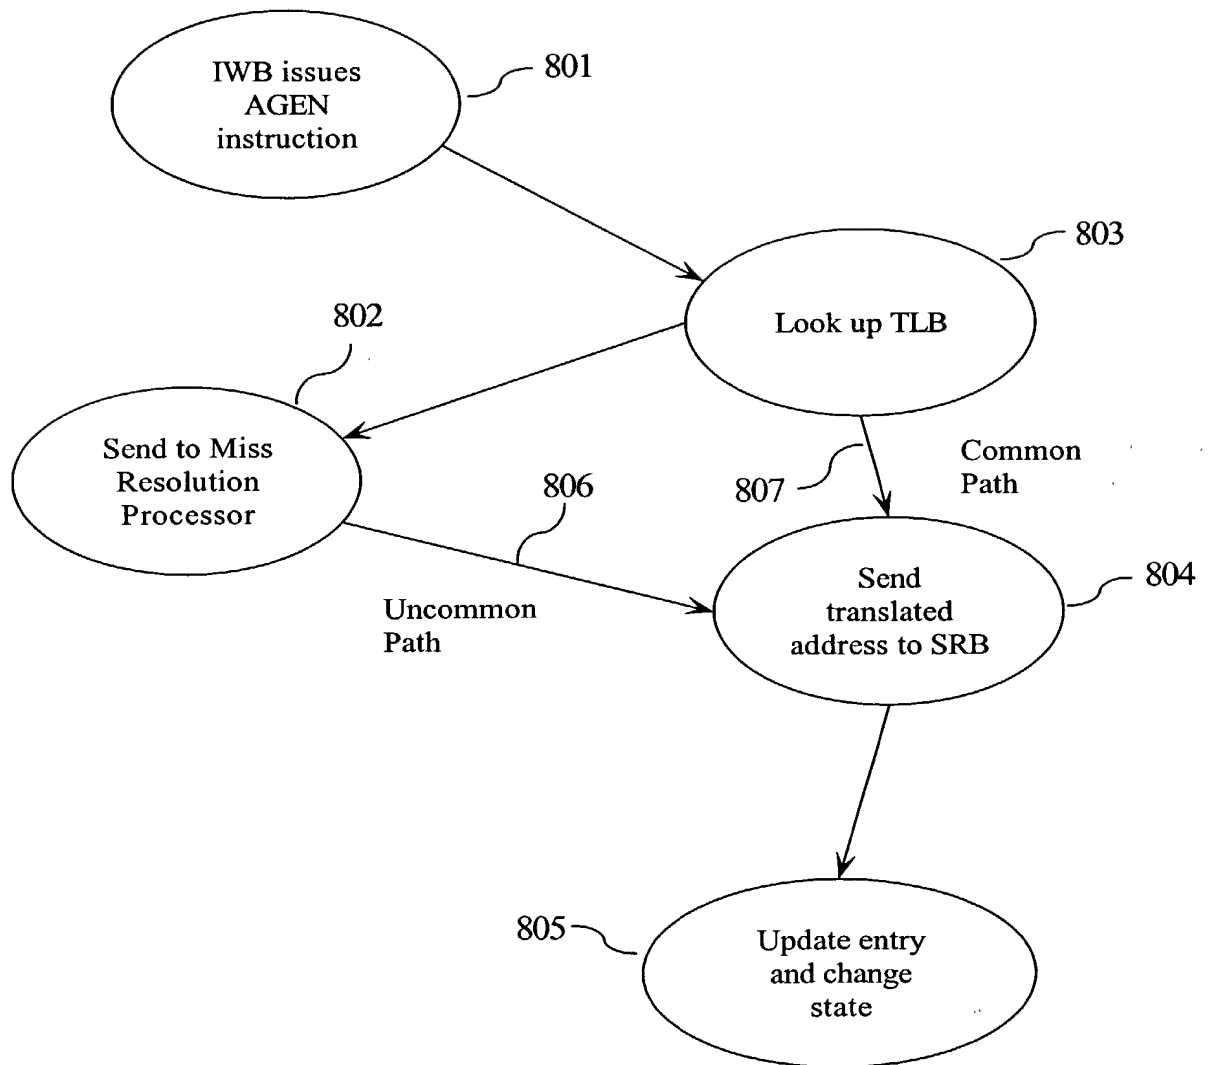 IWB issues
AGEN
instruction
801
803
Look up TLB
802
Send to Miss
Resolution
Processor
806
807
Common
Path
Uncommon
Path
Send
translated
address to SRB
804
805
Update entry
and change
state